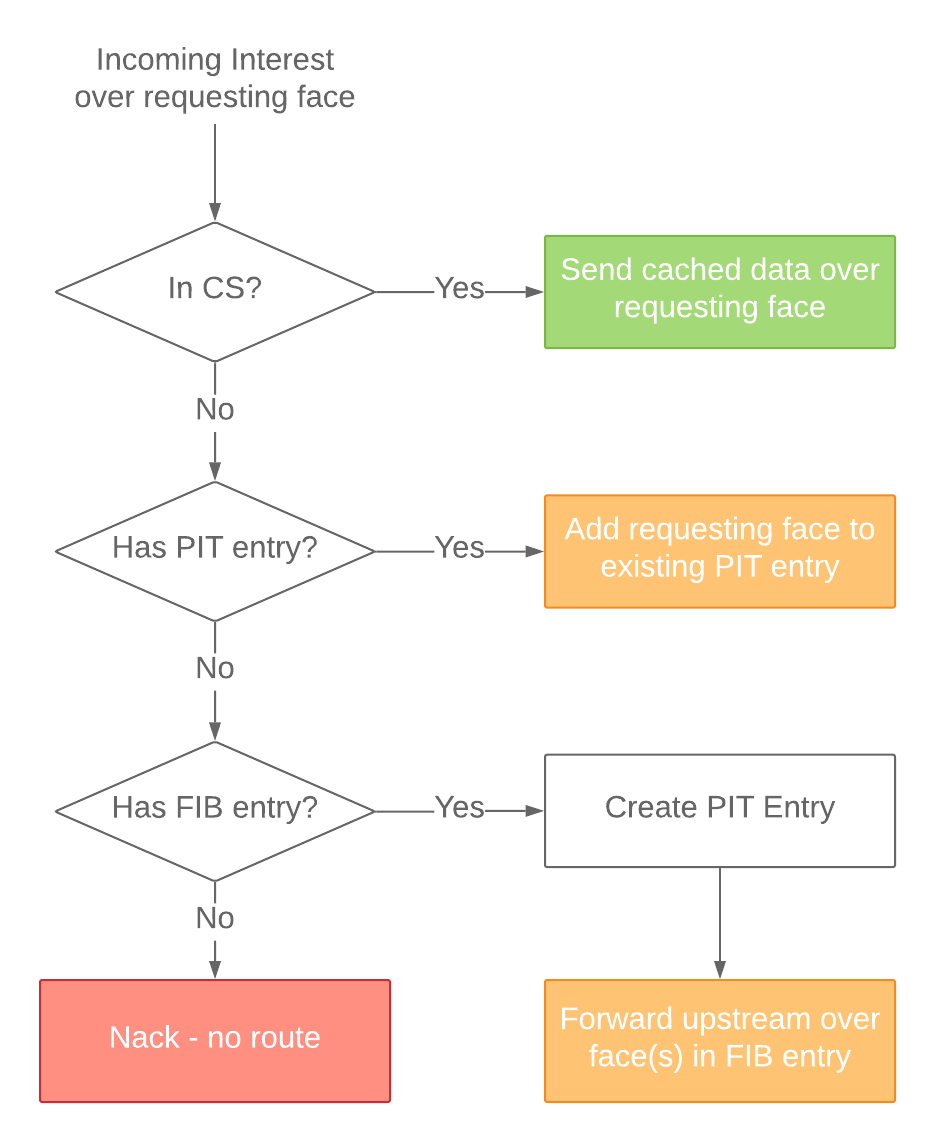 Incoming Interest
over requesting face
In CS?
Yes
Send cached data over
requesting face
No
Has PIT entry?
Yes
Add requesting face to
existing PIT entry
No
Has FIB entry?
Yes
Create PIT Entry
No
Nack - no route
Forward upstream over
face(s) in FIB entry